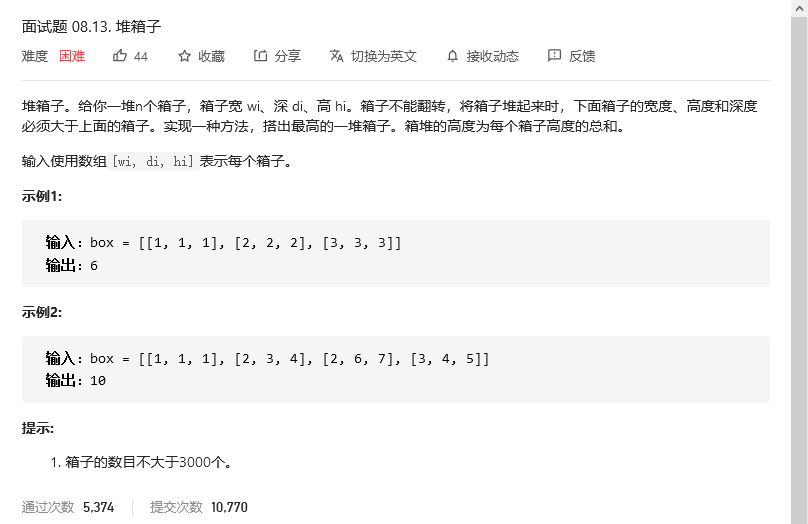 面试题 08.13. 堆箱子
难度 困难 44 收藏 分享 切换为英文 接收动态 反馈
堆箱子。给你一堆n个箱子，箱子宽 wi、深 di、高 hi。箱子不能翻转，将箱子堆起来时，下面箱子的宽度、高度和深度
必须大于上面的箱子。实现一种方法，搭出最高的一堆箱子。箱堆的高度为每个箱子高度的总和。
输入使用数组[wi, di, hi]表示每个箱子。
示例1:
输入：box = [[1, 1, 1], [2, 2, 2], [3, 3, 3]]
输出：6
示例2:
输入：box = [[1, 1, 1], [2, 3, 4], [2, 6, 7], [3, 4, 5]]
输出：10
提示:
1. 箱子的数目不大于3000个。
通过次数 5,374 提交次数 10,770